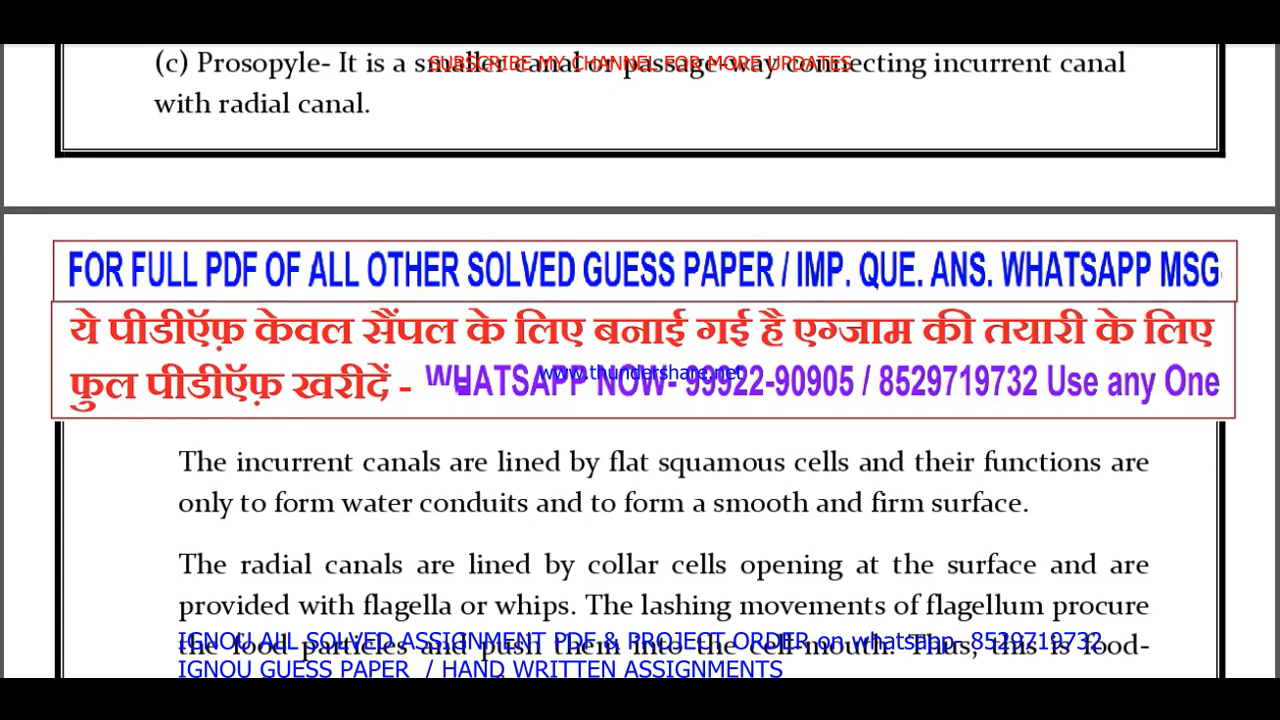 (c) Prosopyle- It is a smaller canal or passage-way connecting incurrent canal
SUBSCRIBE MY CHANNEL FOR MORE UPDATES
with radial canal.
FOR FULL PDF OF ALL OTHER SOLVED GUESS PAPER / IMP. QUE. ANS. WHATSAPP MSG
ये पीडीऍफ़ केवल सैंपल के लिए बनाई गई है एग्जाम की तयारी के लिए
फुल पीडीऍफ़ खरीदें - WHATSAPP NOW- 99922-90905 / 8529719732 Use any One
www.thundershare.net
The incurrent canals are lined by flat squamous cells and their functions are
only to form water conduits and to form a smooth and firm surface.
The radial canals are lined by collar cells opening at the surface and are
provided with flagella or whips. The lashing movements of flagellum procure
the food particles and push them into the cell-mouth. Thus, this is food-
IGNOU ALL SOLVED ASSIGNMENT PDF & PROJECT ORDER on whatsapp- 8529719732
IGNOU GUESS PAPER / HAND WRITTEN ASSIGNMENTS